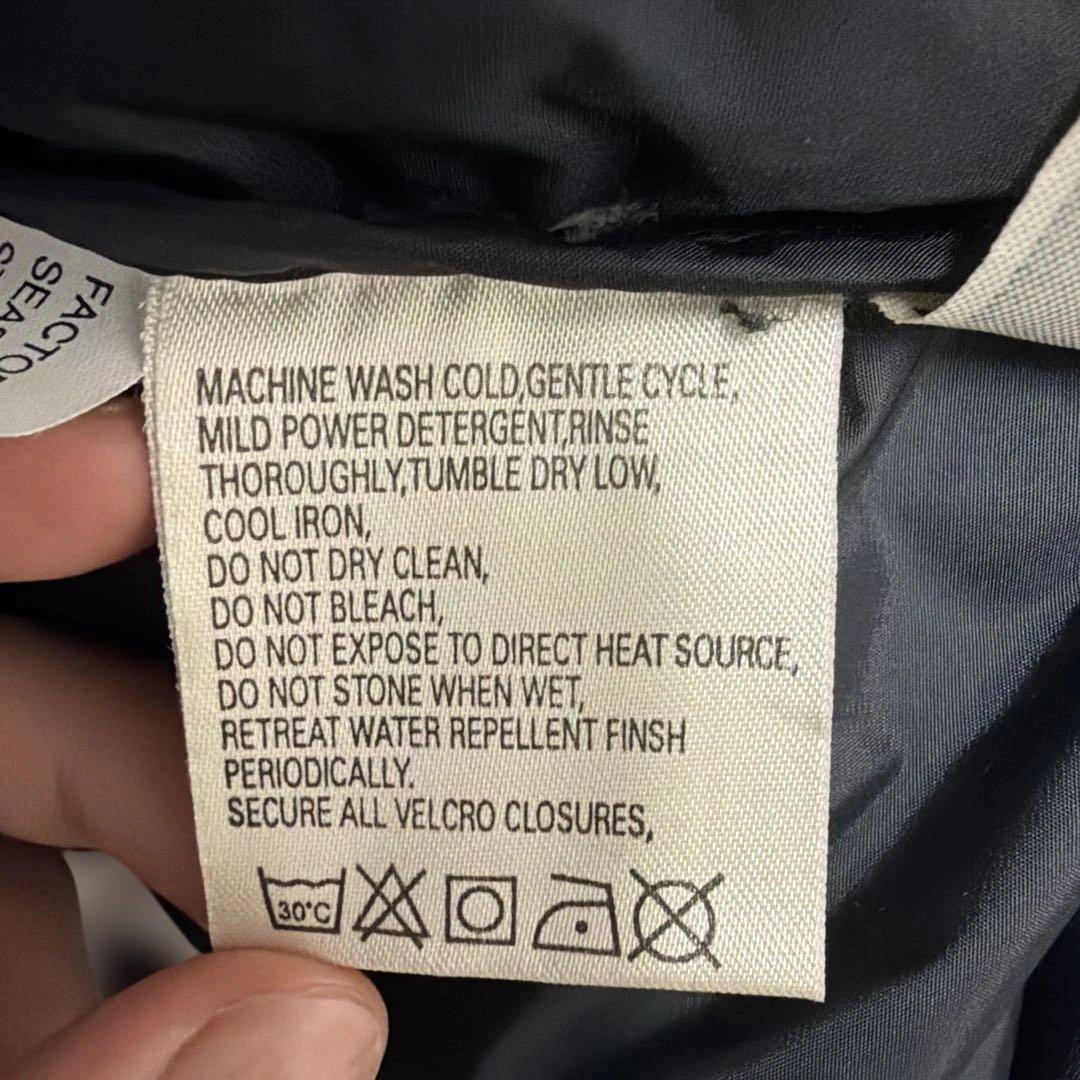 FACTO
SEA
MACHINE WASH COLD,GENTLE CYCLE,
MILD POWER DETERGENT,RINSE
THOROUGHLY,TUMBLE DRY LOW,
COOL IRON,
DO NOT DRY CLEAN,
DO NOT BLEACH,
DO NOT EXPOSE TO DIRECT HEAT SOURCE,
DO NOT STONE WHEN WET,
RETREAT WATER REPELLENT FINSH
PERIODICALLY.
SECURE ALL VELCRO CLOSURES,
30°C